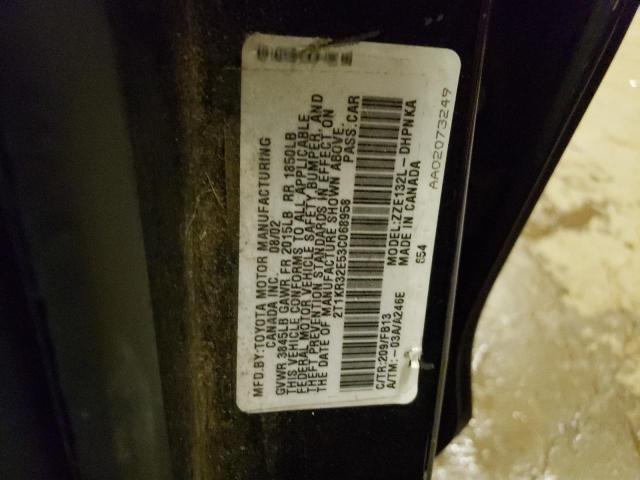 MFD.BY:TOYOTA MOTOR MANUFACTURING
CANADA INC. 08/02
GVWR 3845LB GAWR FR 2015LB RR 1850LB
THIS VEHICLE CONFORMS TO ALL APPLICABLE
FEDERAL MOTOR VEHICLE SAFETY, BUMPER, AND
THEFT PREVENTION STANDARDS IN EFFECT ON
THE DATE OF MANUFACTURE SHOWN ABOVE.
2T1KR32E53C068958 PASS.CAR
C/TR:209/FB13 MODEL:ZZE132L-DHPNKA
A/TM:-03A/A246E MADE IN CANADA
654
AA02073249